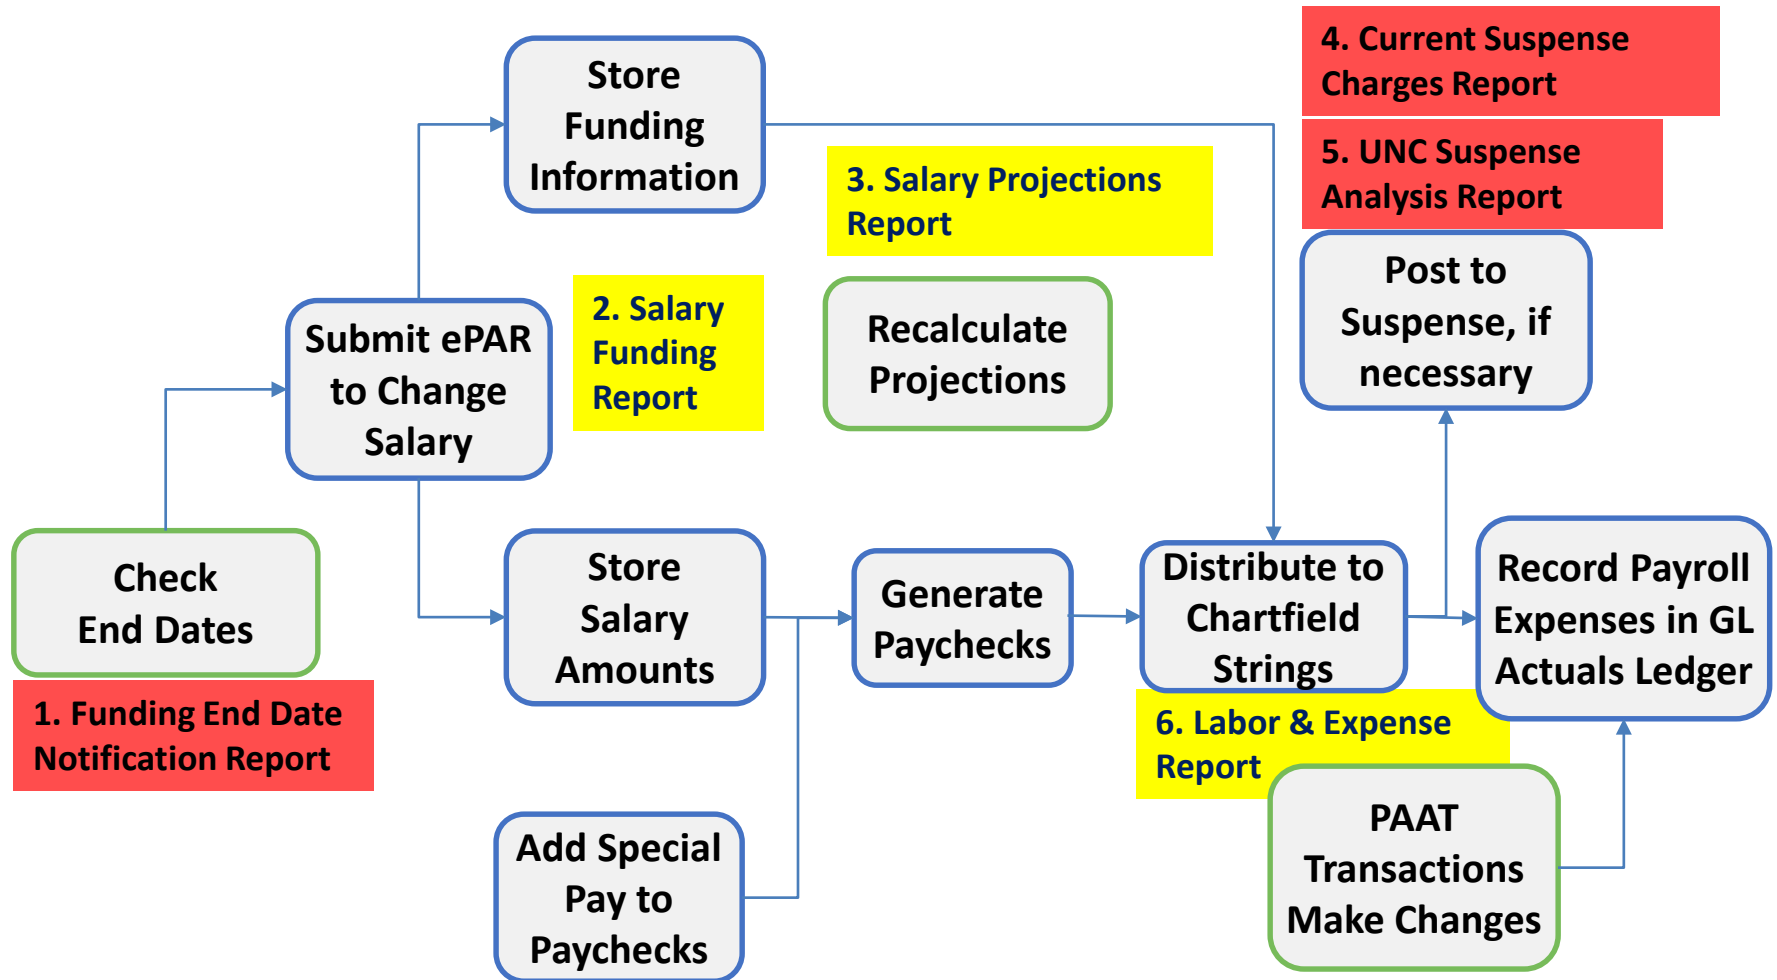 Store
Funding
Information
4. Current Suspense
Charges Report
5. UNC Suspense
Analysis Report
3. Salary Projections
Report
Post to
Suspense, if
necessary
2. Salary
Funding
Report
Recalculate
Projections
Submit ePAR
to Change
Salary
Check
End Dates
1. Funding End Date
Notification Report
Store
Salary
Amounts
Generate
Paychecks
Distribute to
Chartfield
Strings
Record Payroll
Expenses in GL
Actuals Ledger
6. Labor & Expense
Report
Add Special
Pay to
Paychecks
PAAT
Transactions
Make Changes